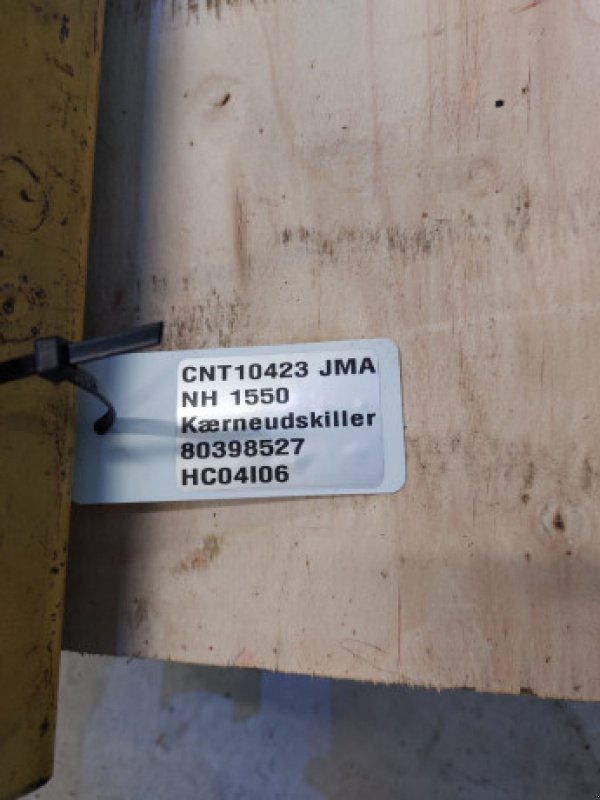 CNT10423 JMA
NH 1550
Kærneudskiller
80398527
HC04I06